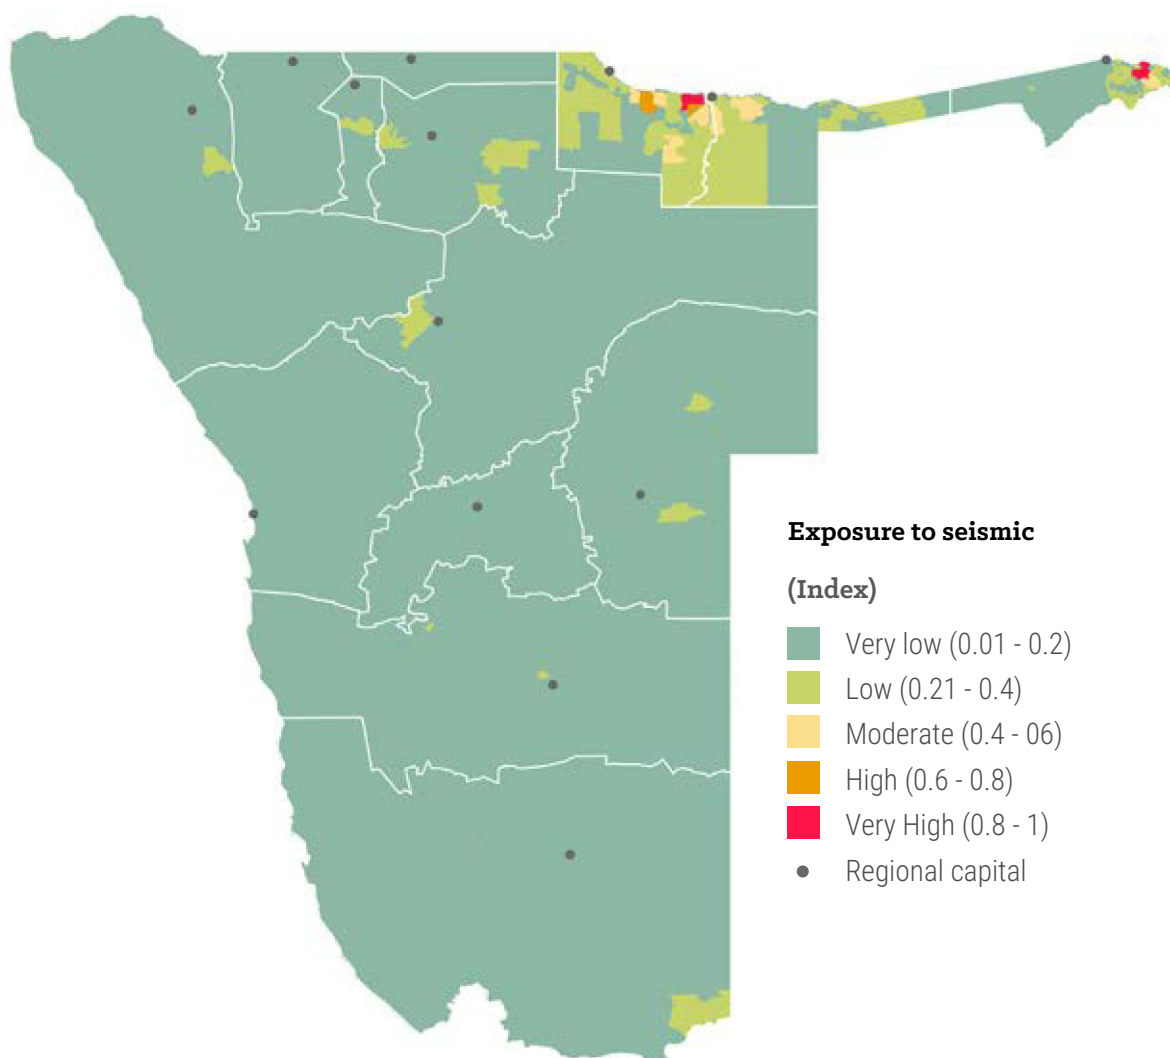 Exposure to seismic
(Index)
Very low (0.01 - 0.2)
Low (0.21 - 0.4)
Moderate (0.4 - 06)
High (0.6 - 0.8)
Very High (0.8 - 1)
Regional capital